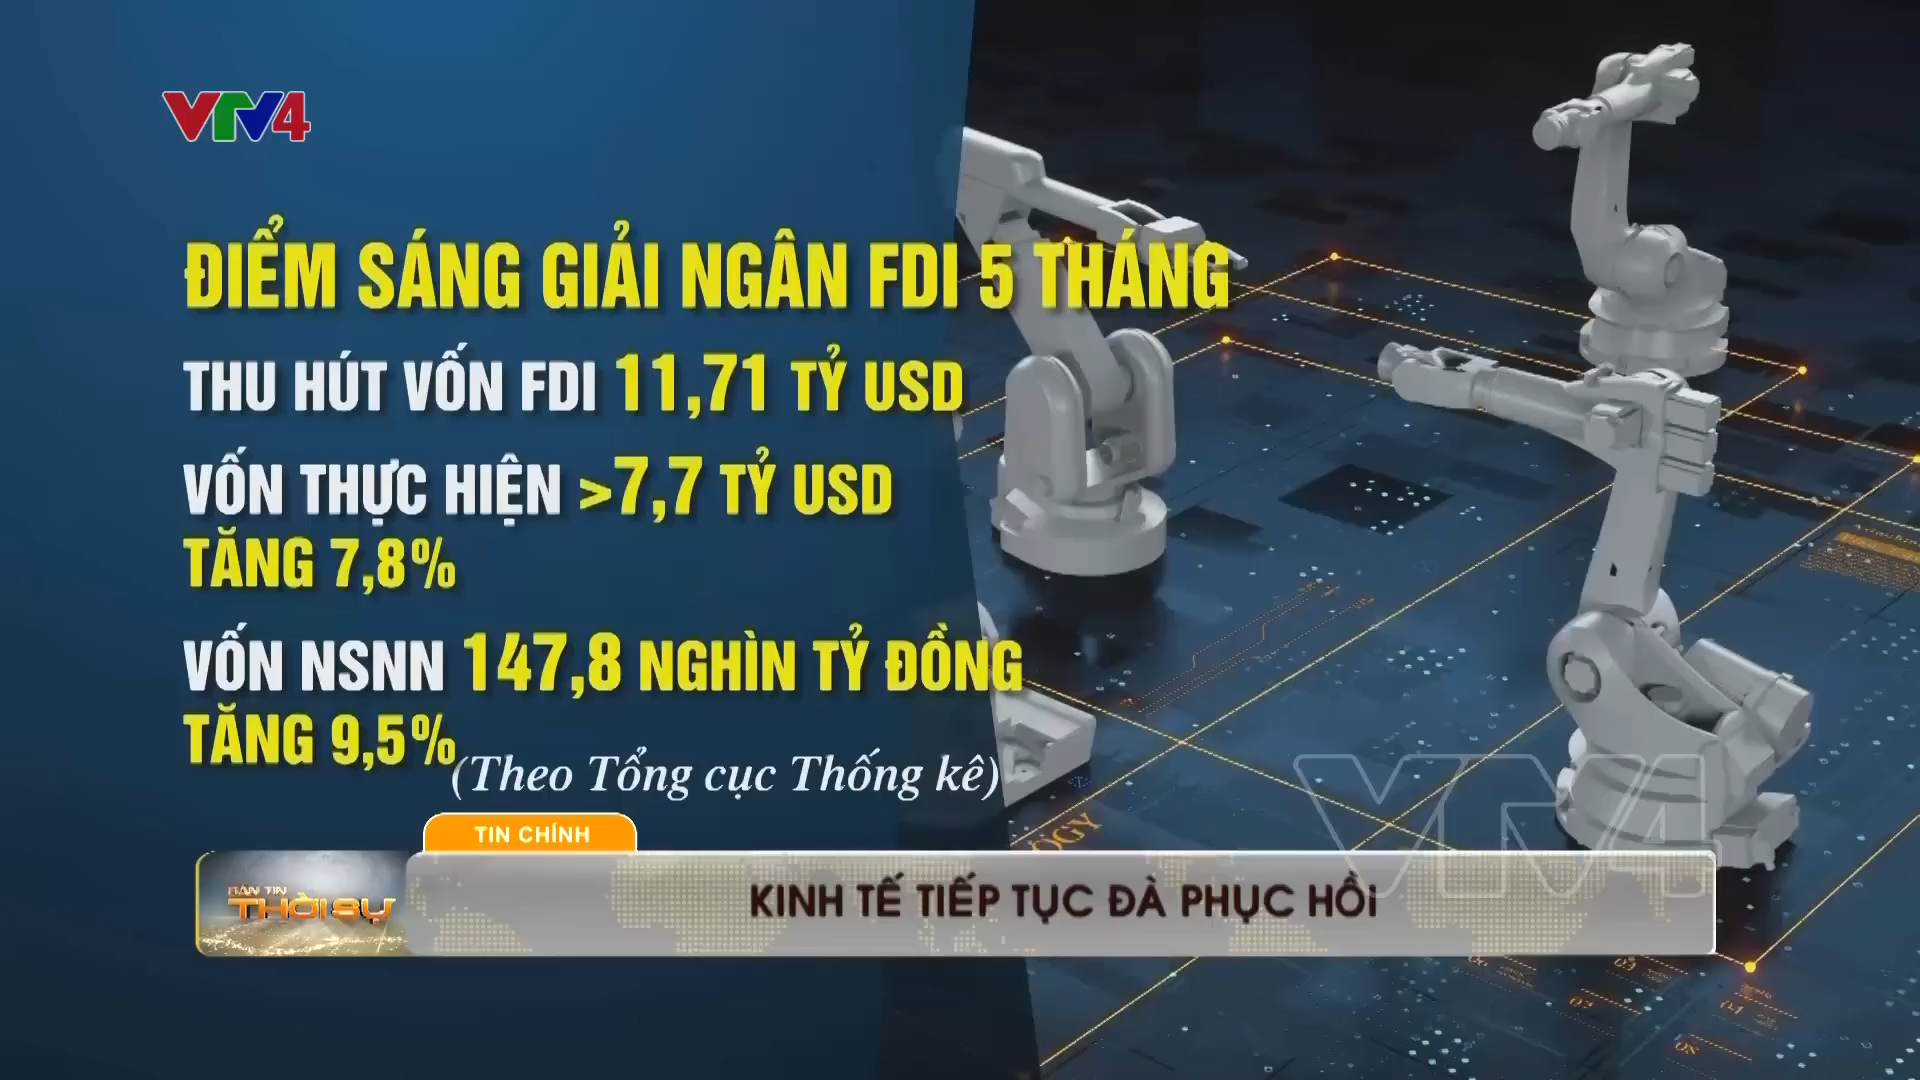 VTV4
ĐIỂM SÁNG GIẢI NGÂN FDI 5 THÁNG
THU HÚT VỐN FDI 11,71 TỶ USD
VỐN THỰC HIỆN >7,7 TỶ USD
TĂNG 7,8%
VỐN NSNN 147,8 NGHÌN TỶ ĐỒNG
TĂNG 9,5%
(Theo Tổng cục Thống kê)
TIN CHÍNH
BẢN TIN
THỜI SỰ
KINH TẾ TIẾP TỤC ĐÀ PHỤC HỒI
VTV4